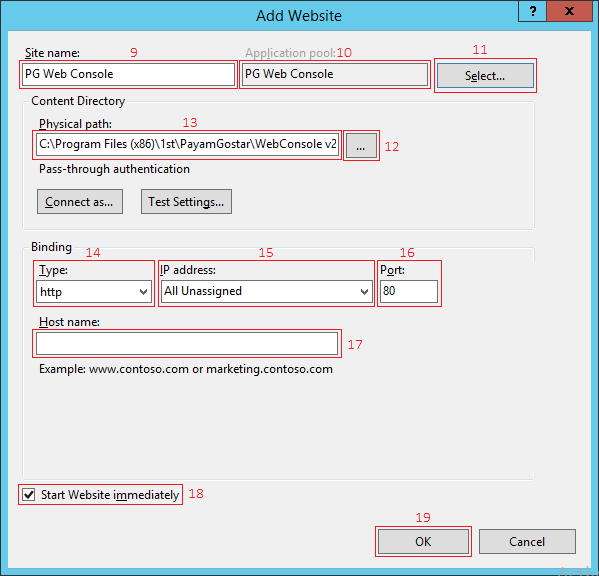 Add Website
?
x
9
10
11
Site name:
Application pool:
PG Web Console
PG Web Console
Select...
Content Directory
13
Physical path:
C:\Program Files (x86)\1st\PayamGostar\WebConsole v2
...
12
Pass-through authentication
Connect as...
Test Settings...
Binding
14
15
16
Type:
IP address:
Port:
http
All Unassigned
80
Host name:
17
Example: www.contoso.com or marketing.contoso.com
Start Website immediately
18
19
OK
Cancel